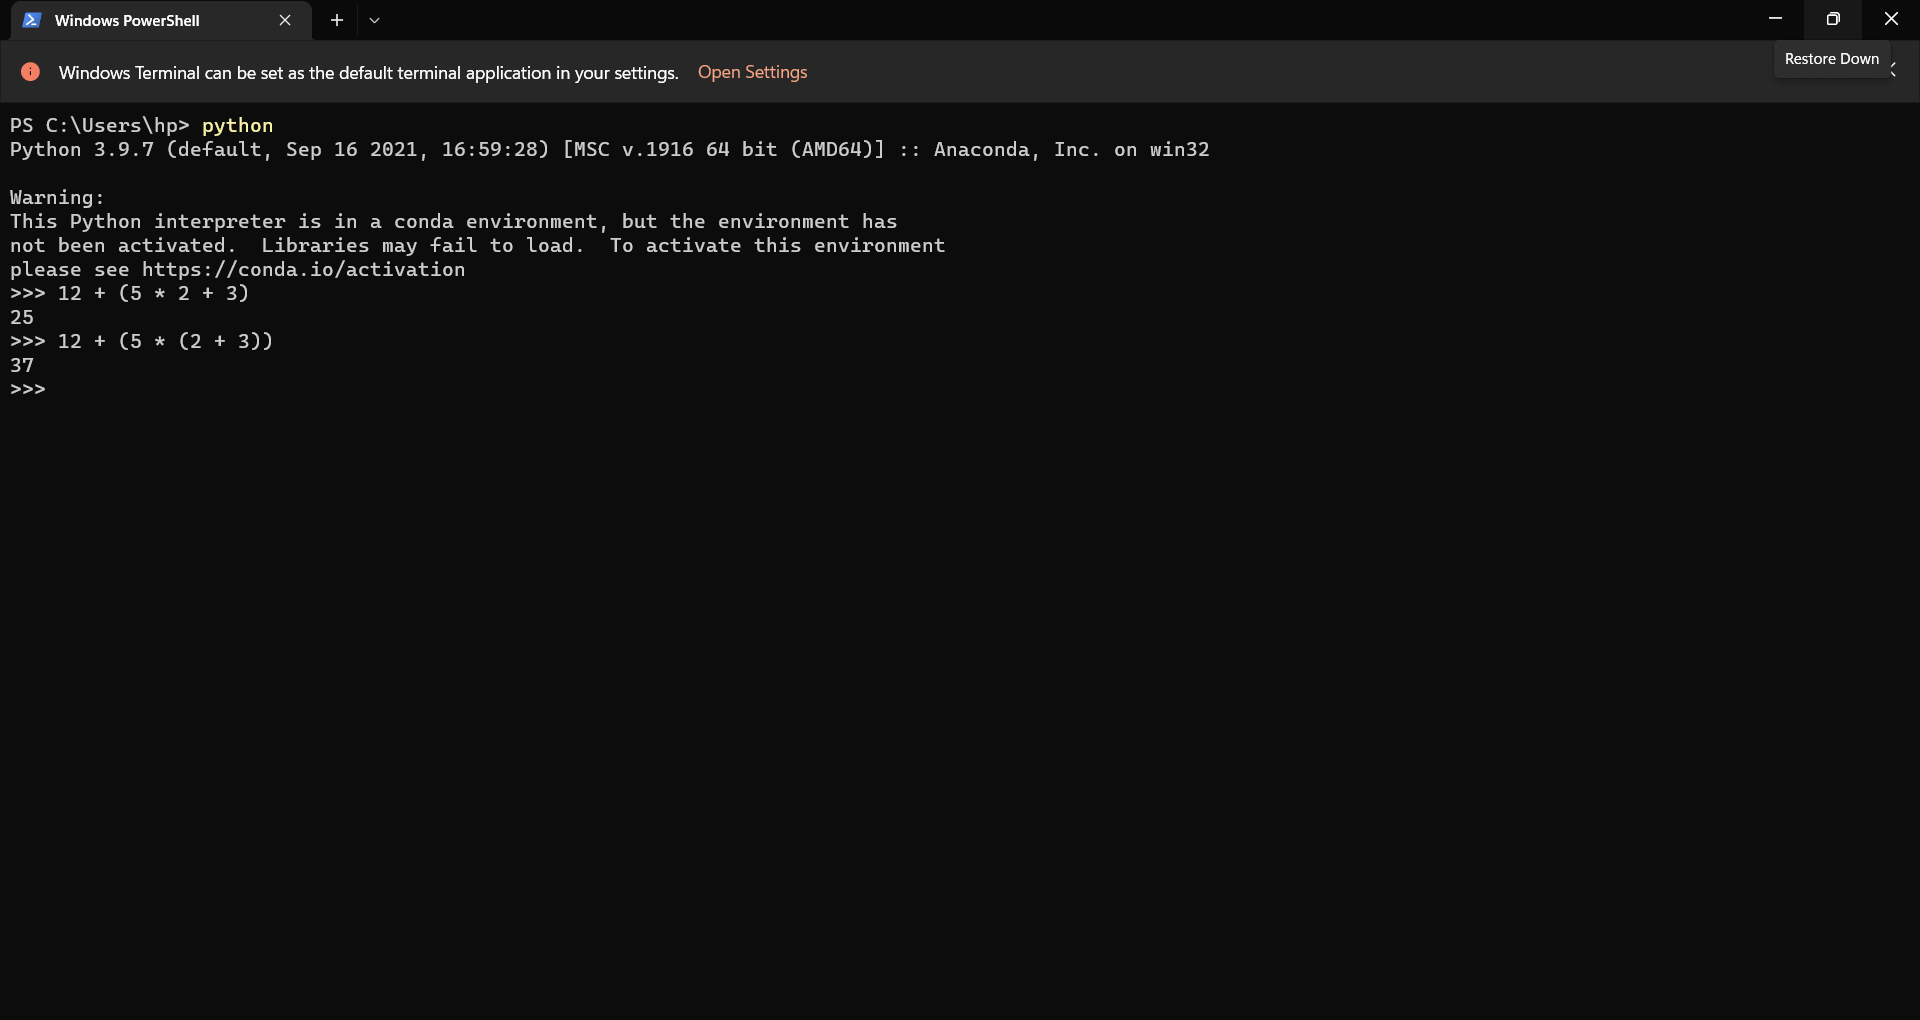 Windows PowerShell
Restore Down
Windows Terminal can be set as the default terminal application in your settings. Open Settings
PS C:\Users\hp> python
Python 3.9.7 (default, Sep 16 2021, 16:59:28) [MSC v.1916 64 bit (AMD64)] :: Anaconda, Inc. on win32
Warning:
This Python interpreter is in a conda environment, but the environment has
not been activated.  Libraries may fail to load.  To activate this environment
please see https://conda.io/activation
>>> 12 + (5 * 2 + 3)
25
>>> 12 + (5 * (2 + 3))
37
>>>